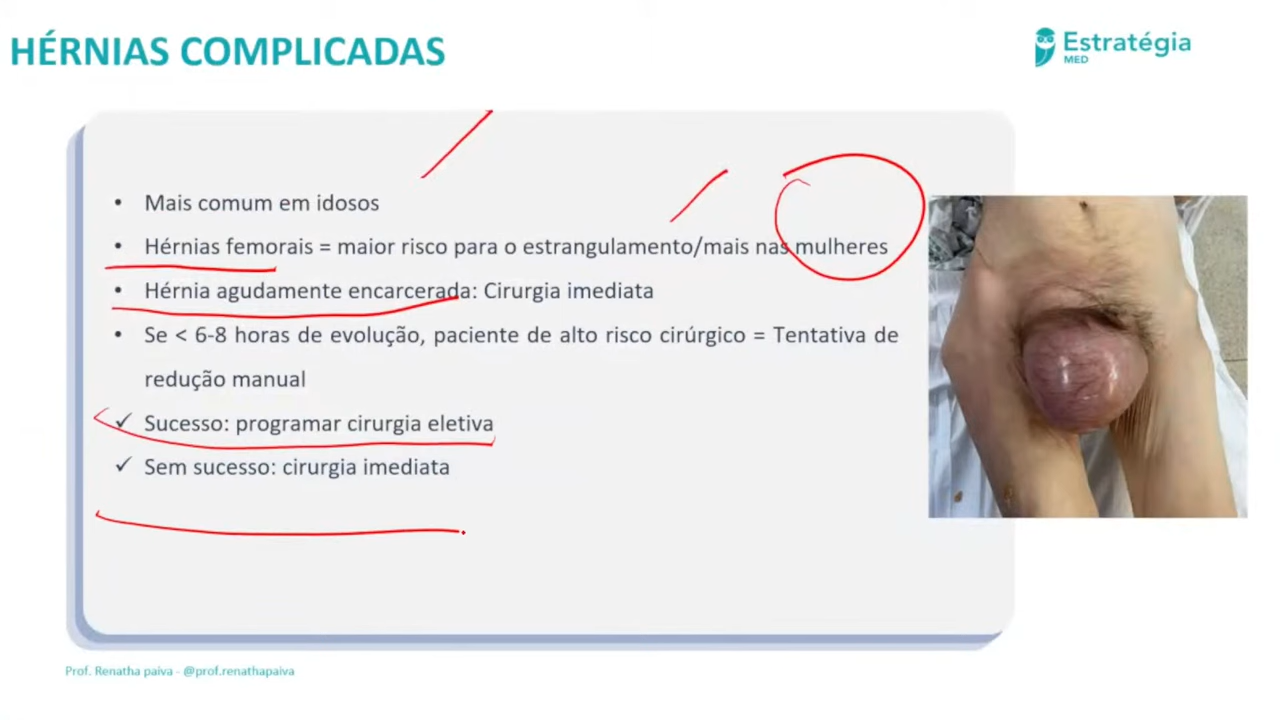 HÉRNIAS COMPLICADAS
Estratégia
MED
• Mais comum em idosos
• Hérnias femorais = maior risco para o estrangulamento/mais nas mulheres
• Hérnia agudamente encarcerada: Cirurgia imediata
• Se < 6-8 horas de evolução, paciente de alto risco cirúrgico = Tentativa de
redução manual
✓ Sucesso: programar cirurgia eletiva
✓ Sem sucesso: cirurgia imediata
Prof. Renatha paiva - @prof.renathapaiva